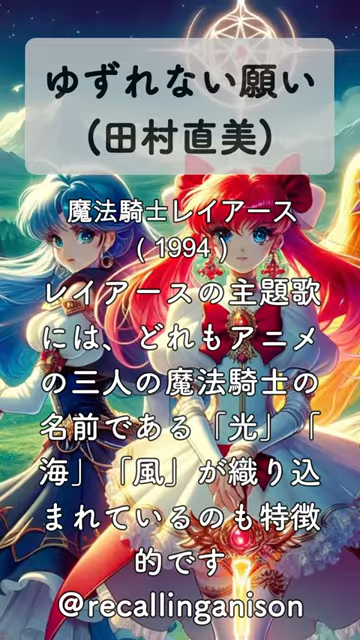 ゆずれない願い
（田村直美）
魔法騎士レイアース
（1994）
レイアースの主題歌
には、どれもアニメ
の三人の魔法騎士の
名前である「光」「
海」「風」が織り込
まれているのも特徴
的です
@recallinganison